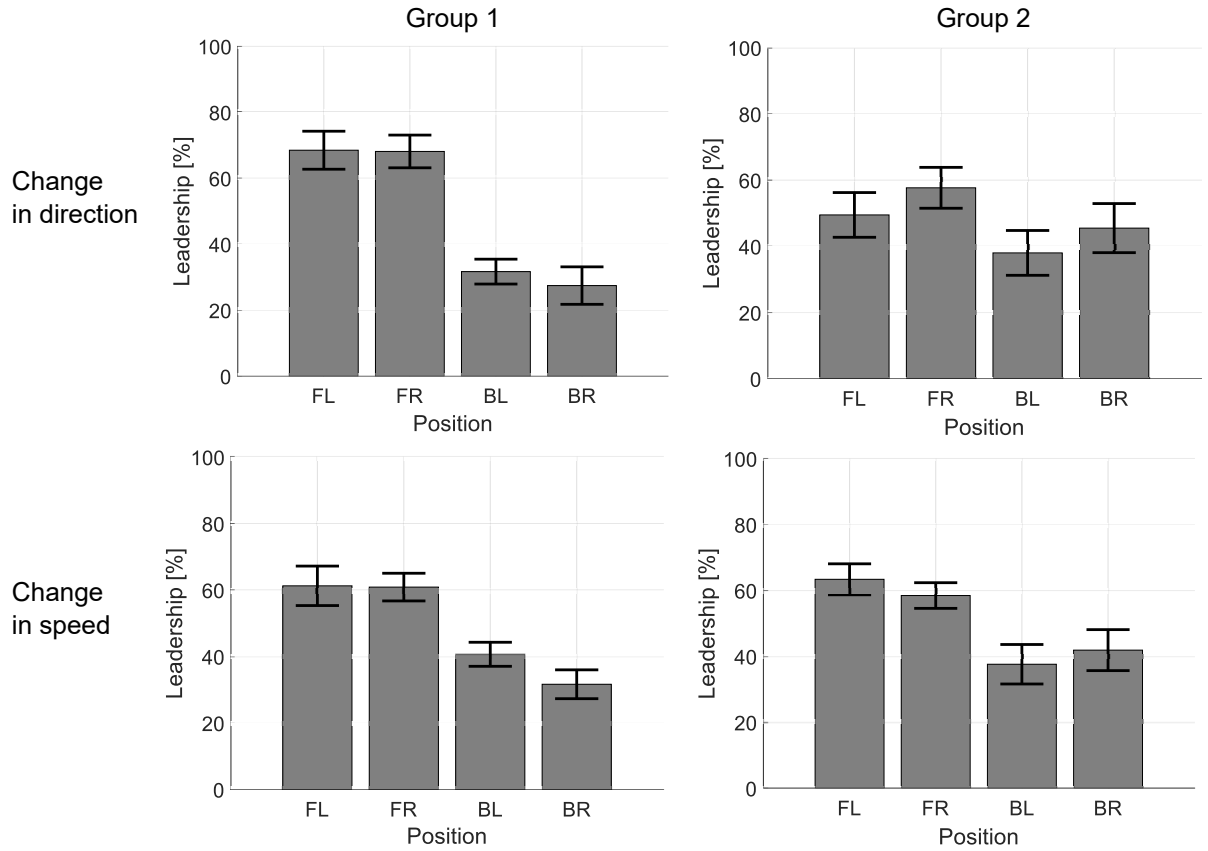 Group 1
Group 2
Change
in direction
Leadership [%]
100
80
60
40
20
0
FL FR BL BR
Position
Leadership [%]
100
80
60
40
20
0
FL FR BL BR
Position
Change
in speed
Leadership [%]
100
80
60
40
20
0
FL FR BL BR
Position
Leadership [%]
100
80
60
40
20
0
FL FR BL BR
Position